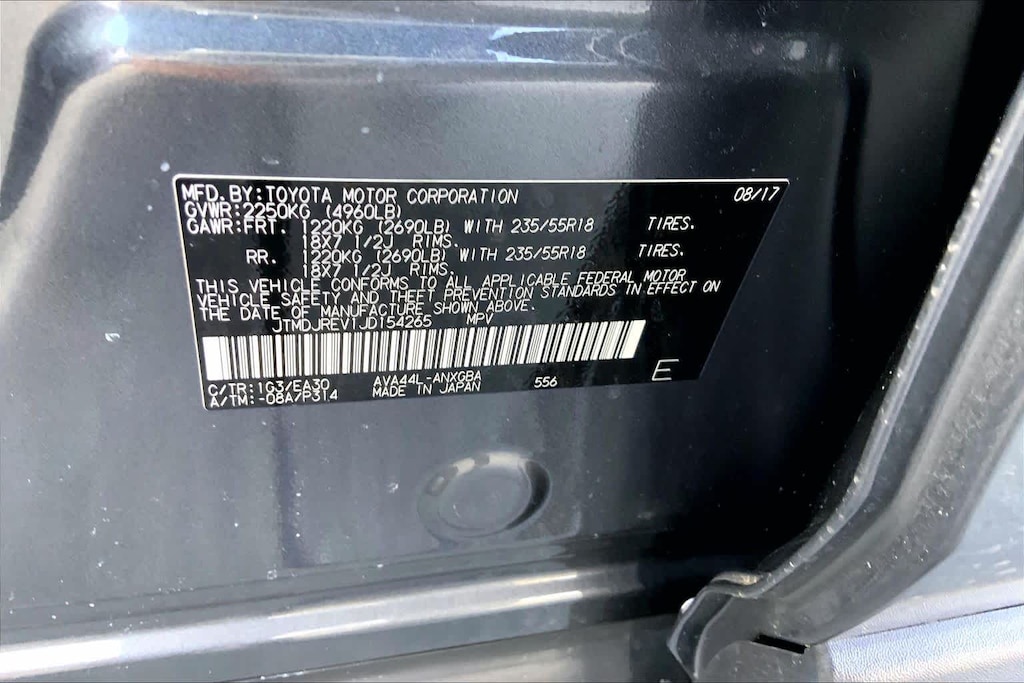 MFD. BY: TOYOTA MOTOR CORPORATION 08/17
GVWR: 2250KG (4960LB)
GAWR: FRT. 1220KG (2690LB) WITH 235/55R18 TIRES.
18X7 1/2J RIMS.
RR. 1220KG (2690LB) WITH 235/55R18 TIRES.
18X7 1/2J RIMS.
THIS VEHICLE CONFORMS TO ALL APPLICABLE FEDERAL MOTOR
VEHICLE SAFETY AND THEFT PREVENTION STANDARDS IN EFFECT ON
THE DATE OF MANUFACTURE SHOWN ABOVE.
JTMDJREV1JD154265 MPV
C/TR: 1G3/EA30 AVA44L-ANXGBA 556 E
A/TM: -08A/P314 MADE IN JAPAN